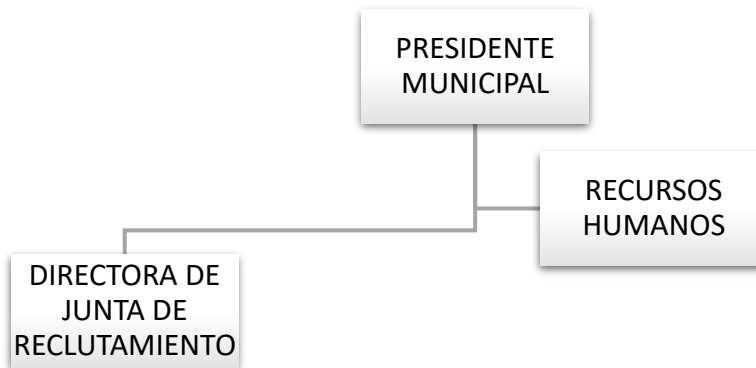 PRESIDENTE
MUNICIPAL
RECURSOS
HUMANOS
DIRECTORA DE
JUNTA DE
RECLUTAMIENTO